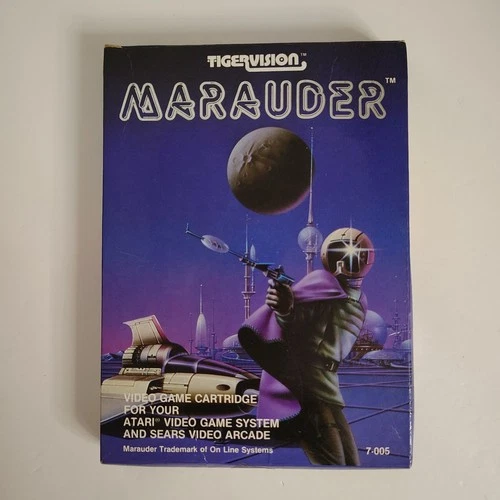 TIGERVISION™
MARAUDER™
VIDEO GAME CARTRIDGE
FOR YOUR
ATARI® VIDEO GAME SYSTEM
AND SEARS VIDEO ARCADE
Marauder Trademark of On Line Systems
7-005